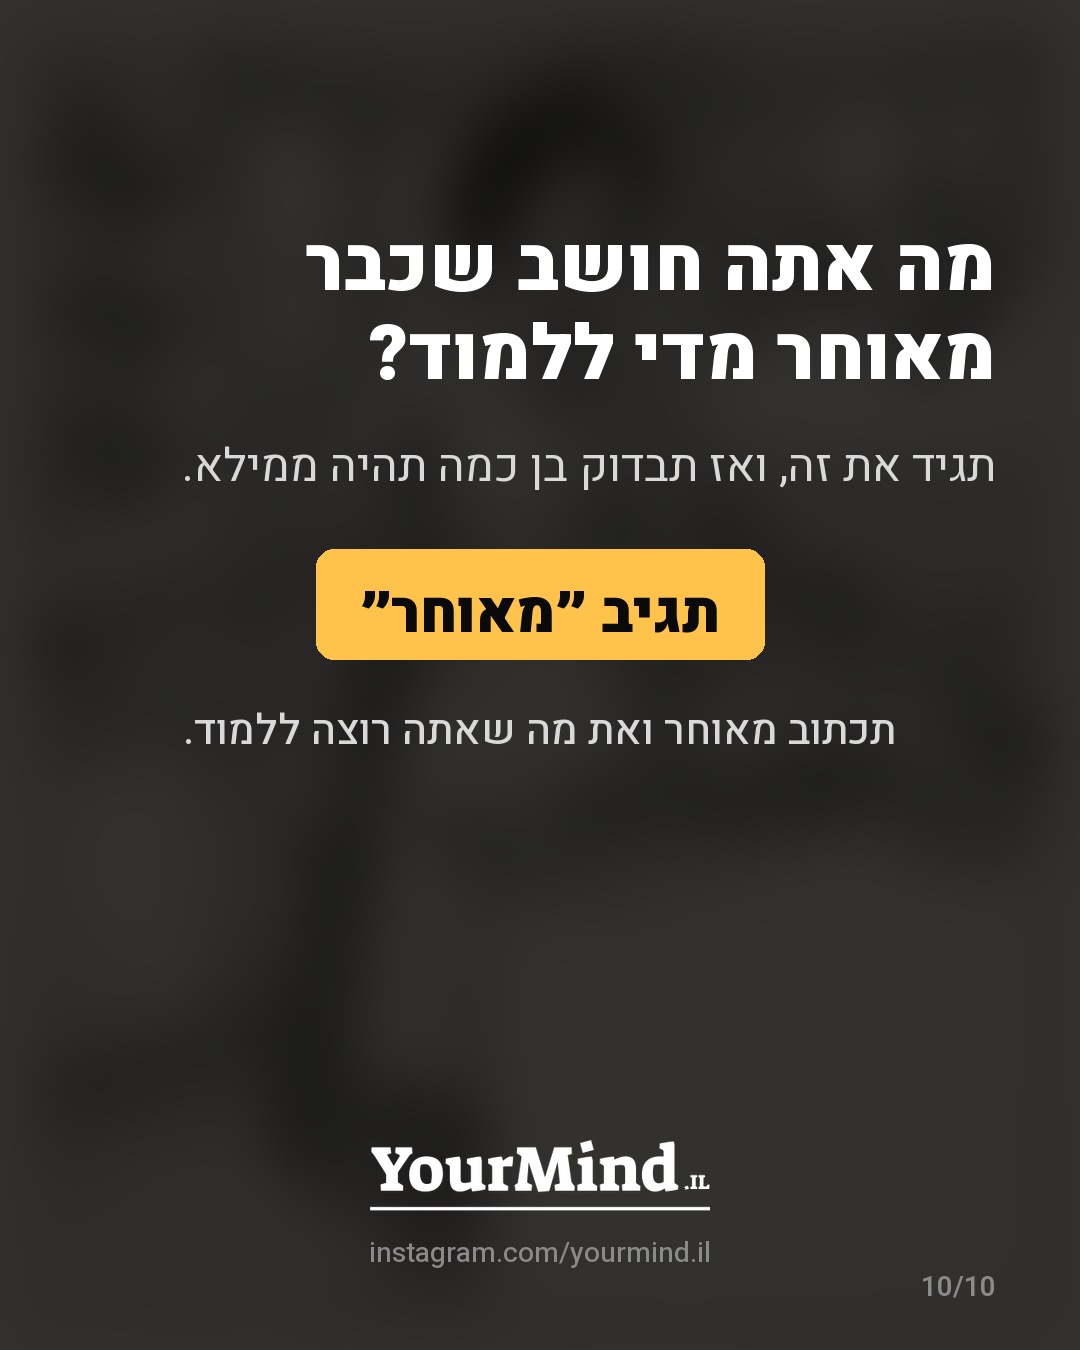 מה אתה חושב שכבר
מאוחר מדי ללמוד?
תגיד את זה, ואז תבדוק בן כמה תהיה ממילא.
תגיב ״מאוחר״
תכתוב מאוחר ואת מה שאתה רוצה ללמוד.
YourMind.IL
instagram.com/yourmind.il
10/10